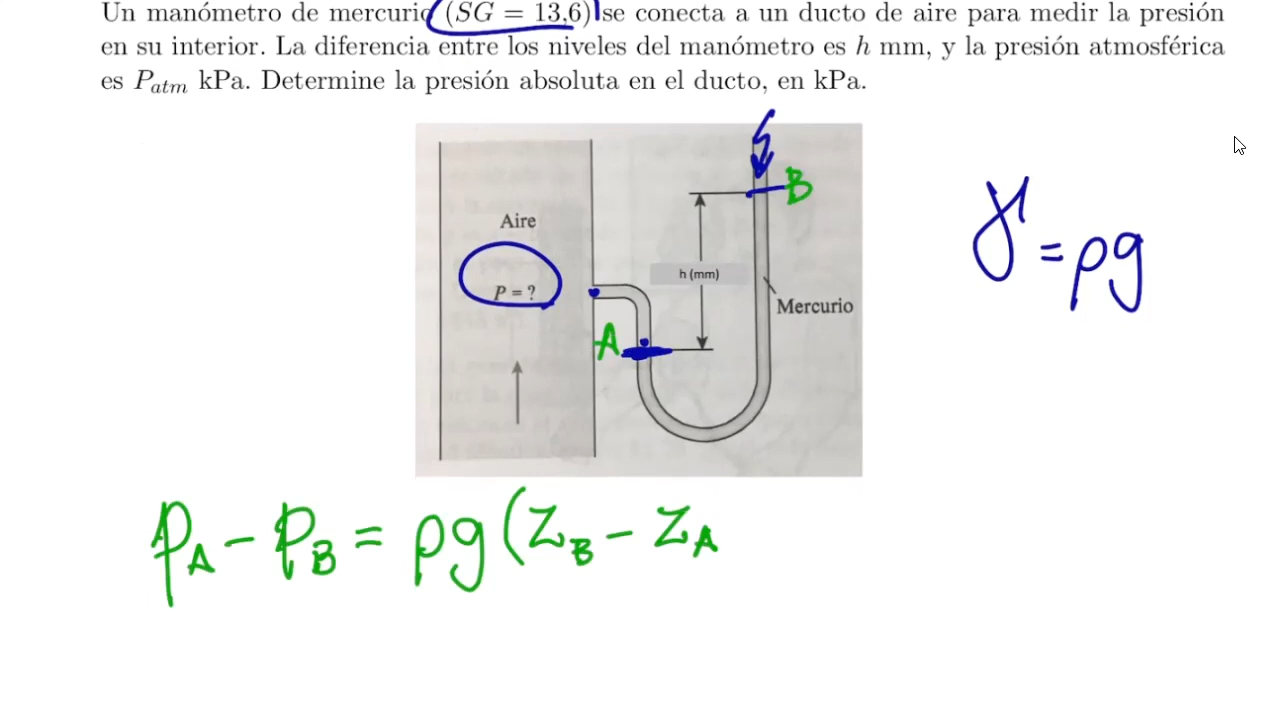 Un manómetro de mercurio (SG = 13,6) se conecta a un ducto de aire para medir la presión
en su interior. La diferencia entre los niveles del manómetro es h mm, y la presión atmosférica
es Patm kPa. Determine la presión absoluta en el ducto, en kPa.
B
Aire
γ = ρg
h (mm)
P = ?
Mercurio
A
pA - pB = ρg(zB - zA